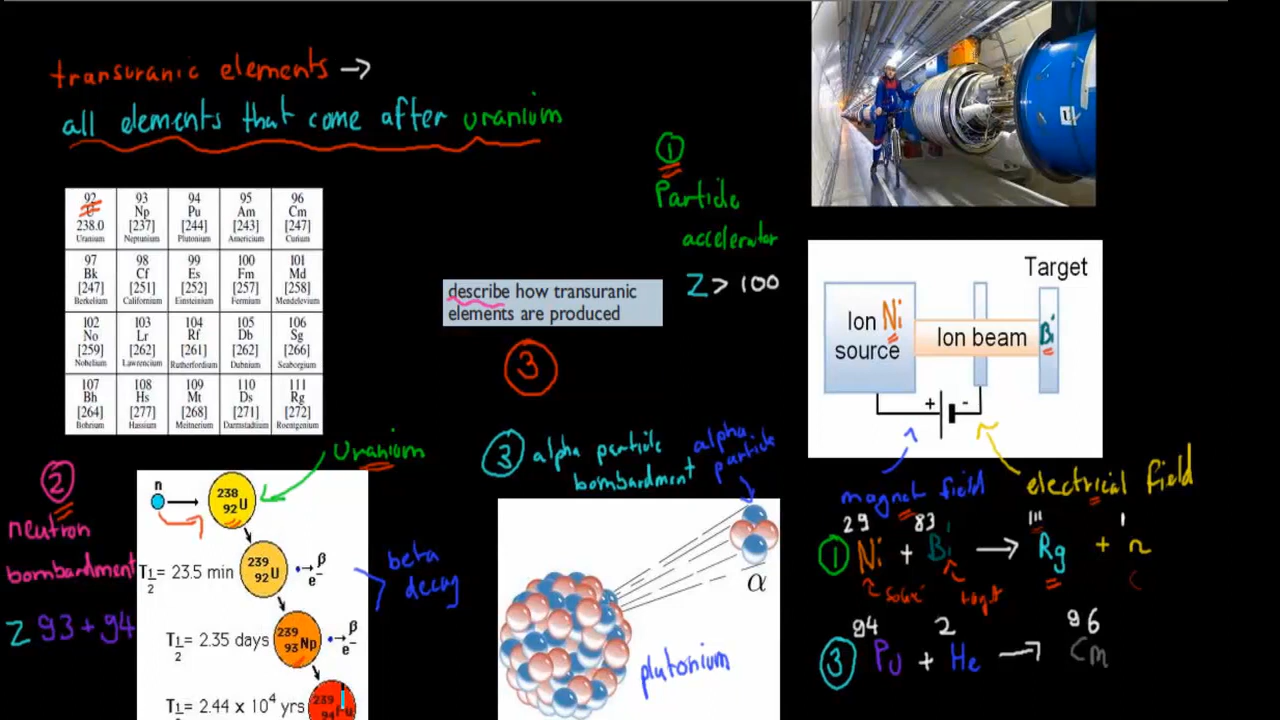 transuranic elements →
all elements that come after uranium
92 93 94 95 96
U Np Pu Am Cm
238.0 [237] [244] [243] [247]
Uranium Neptunium Plutonium Americium Curium
97 98 99 100 101
Bk Cf Es Fm Md
[247] [251] [252] [257] [258]
Berkelium Californium Einsteinium Fermium Mendelevium
102 103 104 105 106
No Lr Rf Db Sg
[259] [262] [261] [262] [266]
Nobelium Lawrencium Rutherfordium Dubnium Seaborgium
107 108 109 110 111
Bh Hs Mt Ds Rg
[264] [277] [268] [271] [272]
Bohrium Hassium Meitnerium Darmstadtium Roentgenium
1
Particle
accelerator
Z > 100
describe how transuranic
elements are produced
3
Target
Ion Ni
source
Ion beam
Bi
+ -
magnet field
electrical field
2
neutron
bombardment
Z 93 + 94
uranium
n
238
92 U
239
92 U
T1/2 = 23.5 min
β
e-
239
93 Np
T1/2 = 2.35 days
β
e-
239
94 Pu
T1/2 = 2.44 x 10⁴ yrs
beta
decay
3 alpha particle
bombardment
alpha
particle
α
plutonium
29 83 111 1
1 Ni + Bi → Rg + n
target
94 2 96
3 Pu + He → Cm